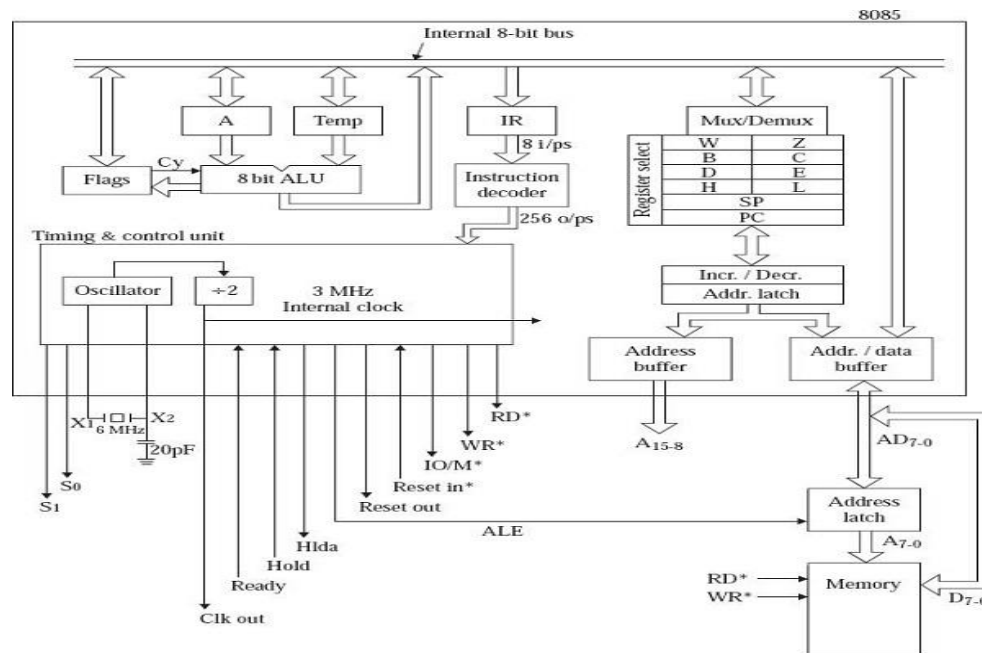 8085
Internal 8-bit bus
A
Temp
IR
Mux/Demux
8 i/ps
Register select
W Z
B C
D E
H L
SP
PC
Cy
Flags
8 bit ALU
Instruction
decoder
256 o/ps
Timing & control unit
Oscillator
÷2
3 MHz
Internal clock
Incr. / Decr.
Addr. latch
Address
buffer
Addr. / data
buffer
X1
6 MHz
X2
20pF
RD*
WR*
IO/M*
Reset in*
Reset out
S0
S1
A15-8
AD7-0
ALE
Address
latch
A7-0
Hlda
Hold
Ready
Clk out
RD*
WR*
Memory
D7-0